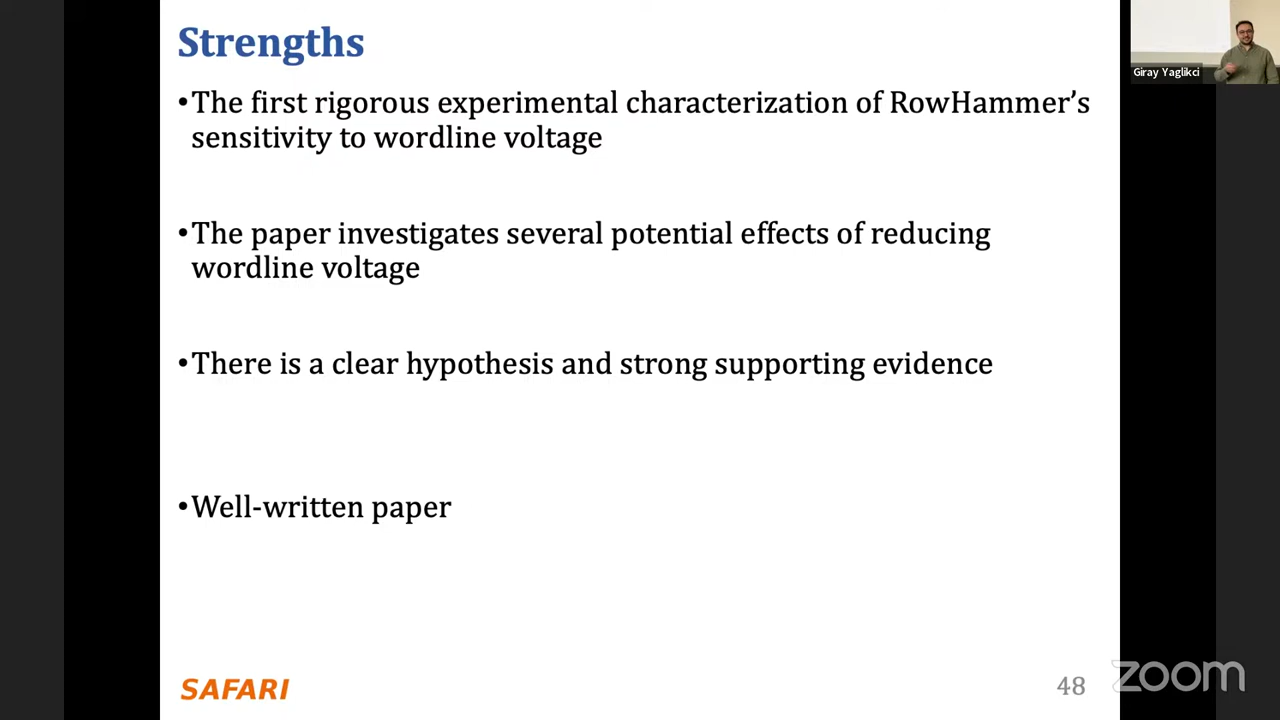 Strengths
Giray Yaglikci
•The first rigorous experimental characterization of RowHammer’s
sensitivity to wordline voltage
•The paper investigates several potential effects of reducing
wordline voltage
•There is a clear hypothesis and strong supporting evidence
•Well-written paper
SAFARI
48
zoom